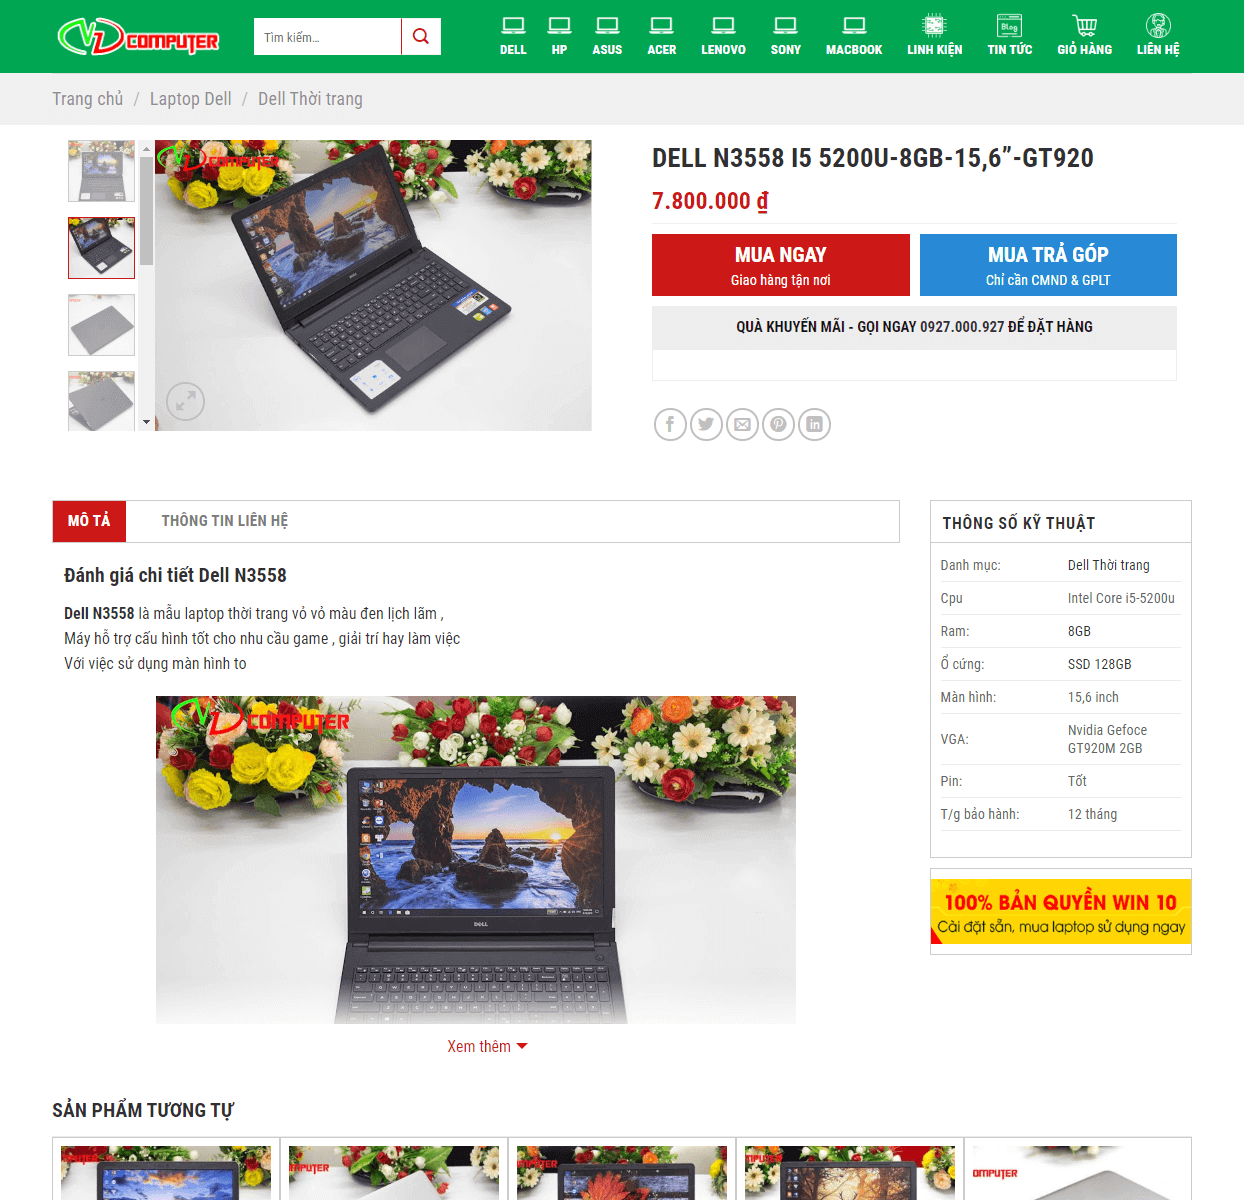 CVD COMPUTER
Tìm kiếm...
DELL
HP
ASUS
ACER
LENOVO
SONY
MACBOOK
LINH KIỆN
Blog
TIN TỨC
GIỎ HÀNG
LIÊN HỆ
Trang chủ / Laptop Dell / Dell Thời trang
COMPUTER
DELL N3558 I5 5200U-8GB-15,6”-GT920
7.800.000 ₫
MUA NGAY
Giao hàng tận nơi
MUA TRẢ GÓP
Chỉ cần CMND & GPLT
QUÀ KHUYẾN MÃI - GỌI NGAY 0927.000.927 ĐỂ ĐẶT HÀNG
MÔ TẢ
THÔNG TIN LIÊN HỆ
Đánh giá chi tiết Dell N3558
Dell N3558 là mẫu laptop thời trang vỏ vỏ màu đen lịch lãm ,
Máy hỗ trợ cấu hình tốt cho nhu cầu game , giải trí hay làm việc
Với việc sử dụng màn hình to
CVD COMPUTER
DELL
Xem thêm
THÔNG SỐ KỸ THUẬT
Danh mục: Dell Thời trang
Cpu Intel Core i5-5200u
Ram: 8GB
Ổ cứng: SSD 128GB
Màn hình: 15,6 inch
VGA: Nvidia Gefoce
GT920M 2GB
Pin: Tốt
T/g bảo hành: 12 tháng
100% BẢN QUYỀN WIN 10
Cài đặt sẵn, mua laptop sử dụng ngay
SẢN PHẨM TƯƠNG TỰ